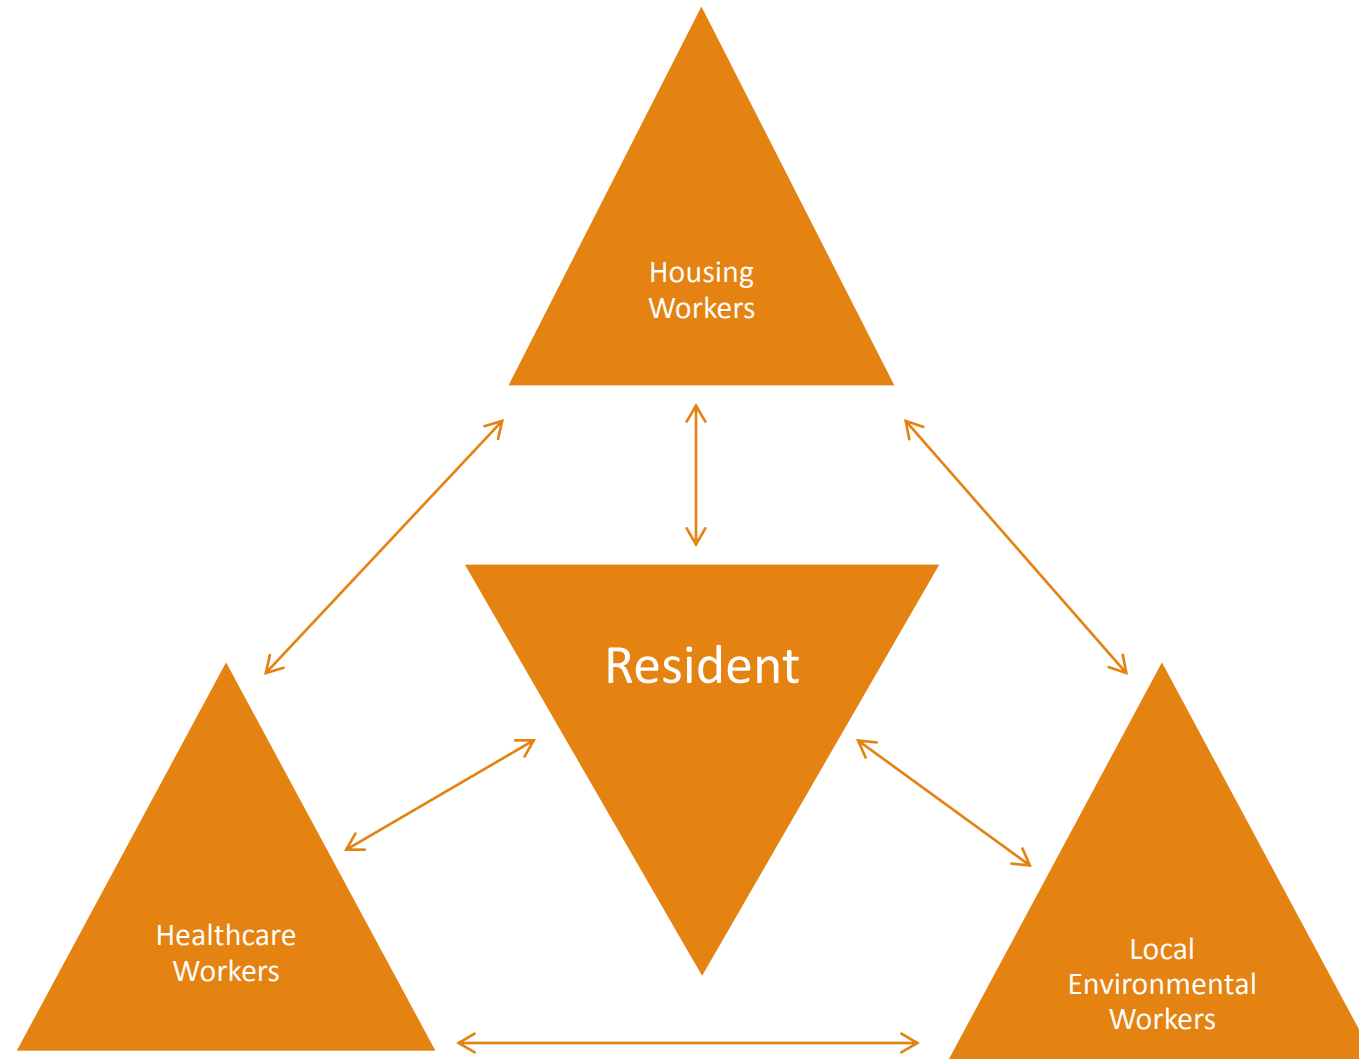 Housing
Workers
Resident
Healthcare
Workers
Local
Environmental
Workers